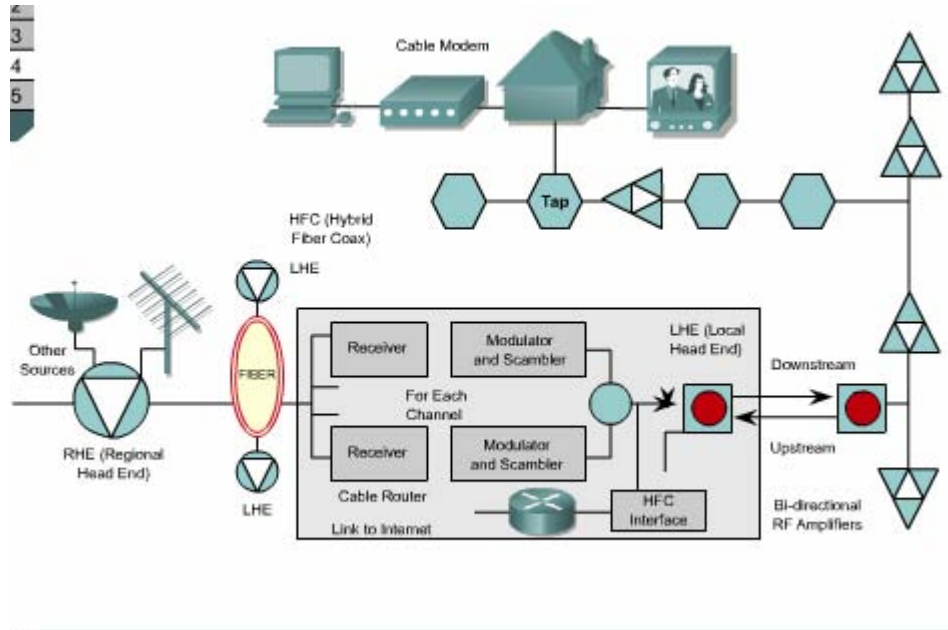 2
3
4
5
Cable Modem
Tap
HFC (Hybrid
Fiber Coax)
LHE
Other
Sources
FIBER
RHE (Regional
Head End)
LHE
Receiver
Modulator
and Scambler
For Each
Channel
Receiver
Modulator
and Scambler
LHE (Local
Head End)
Downstream
Upstream
Cable Router
Link to Internet
HFC
Interface
Bi-directional
RF Amplifiers